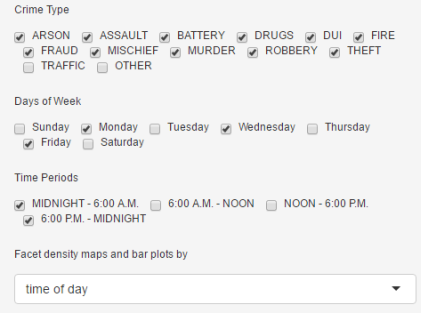 Crime Type
ARSON ASSAULT BATTERY DRUGS DUI FIRE
FRAUD MISCHIEF MURDER ROBBERY THEFT
TRAFFIC OTHER
Days of Week
Sunday Monday Tuesday Wednesday Thursday
Friday Saturday
Time Periods
MIDNIGHT - 6:00 A.M. 6:00 A.M. - NOON NOON - 6:00 P.M.
6:00 P.M. - MIDNIGHT
Facet density maps and bar plots by
time of day